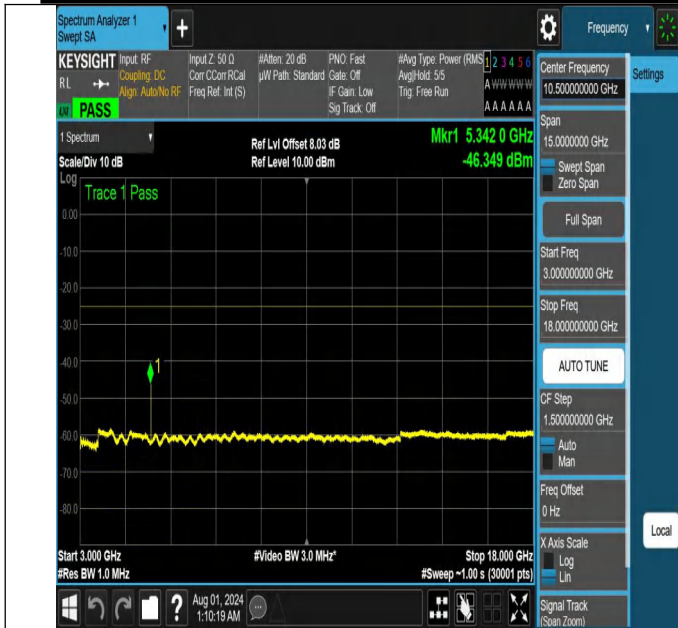 Spectrum Analyzer 1
Swept SA
Frequency
KEYSIGHT
RL
PASS
Input: RF
Coupling: DC
Align: Auto/No RF
Input Z: 50 Ω
Corr CCorr RCal
Freq Ref: Int (S)
#Atten: 20 dB
µW Path: Standard
PNO: Fast
Gate: Off
IF Gain: Low
Sig Track: Off
#Avg Type: Power (RMS
Avg|Hold: 5/5
Trig: Free Run
1 2 3 4 5 6
A W W W W W
A A A A A A
1 Spectrum
Scale/Div 10 dB
Ref Lvl Offset 8.03 dB
Ref Level 10.00 dBm
Mkr1 5.342 0 GHz
-46.349 dBm
Log
Trace 1 Pass
0.00
-10.0
-20.0
-30.0
-40.0
1
-50.0
-60.0
-70.0
-80.0
Start 3.000 GHz
#Video BW 3.0 MHz*
Stop 18.000 GHz
#Res BW 1.0 MHz
#Sweep ~1.00 s (30001 pts)
Aug 01, 2024
1:10:19 AM
Center Frequency
10.500000000 GHz
Settings
Span
15.0000000 GHz
Swept Span
Zero Span
Full Span
Start Freq
3.000000000 GHz
Stop Freq
18.000000000 GHz
AUTO TUNE
CF Step
1.500000000 GHz
Auto
Man
Freq Offset
0 Hz
X Axis Scale
Log
Lin
Local
Signal Track
(Span Zoom)